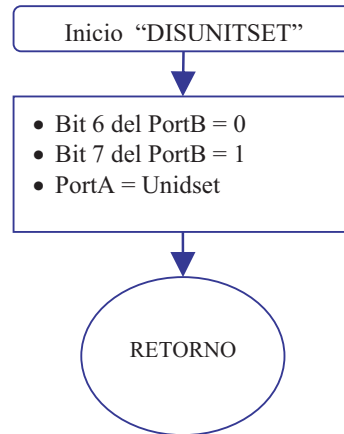 Inicio “DISUNITSET”
• Bit 6 del PortB = 0
• Bit 7 del PortB = 1
• PortA = Unidset
RETORNO